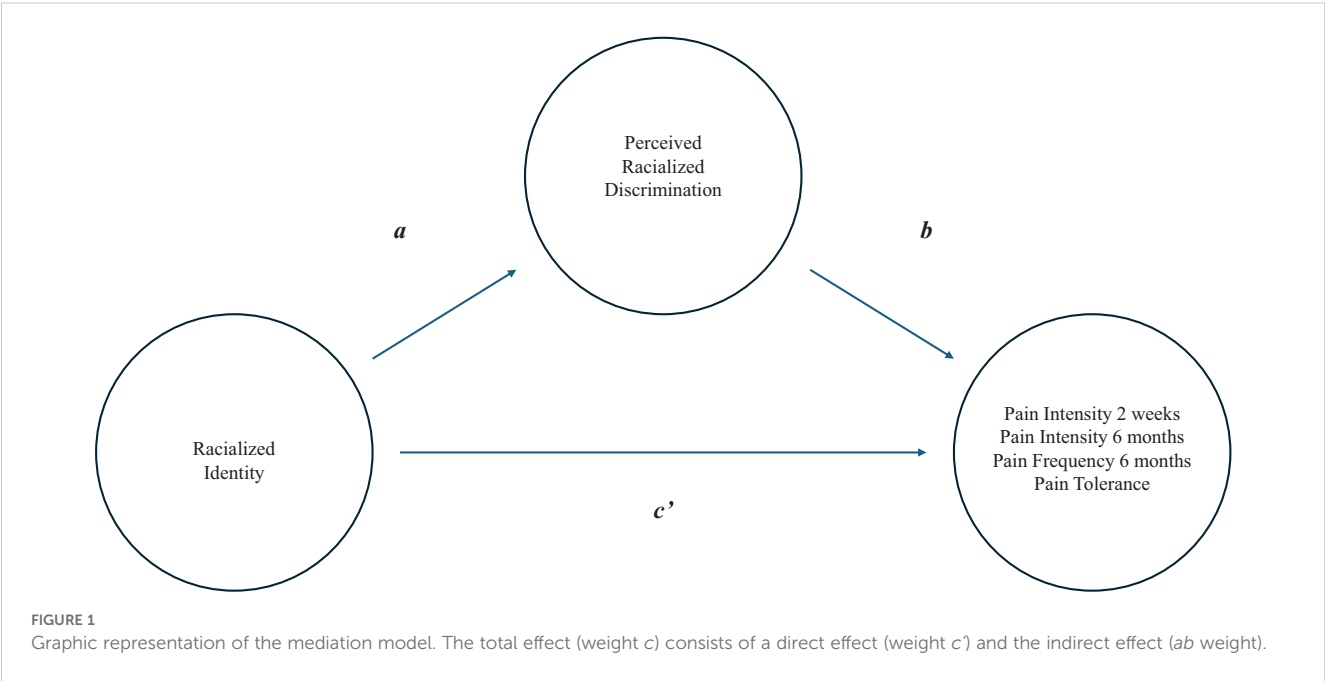 Perceived
Racialized
Discrimination
a
b
Racialized
Identity
Pain Intensity 2 weeks
Pain Intensity 6 months
Pain Frequency 6 months
Pain Tolerance
c’
FIGURE 1
Graphic representation of the mediation model. The total effect (weight c) consists of a direct effect (weight c’) and the indirect effect (ab weight).